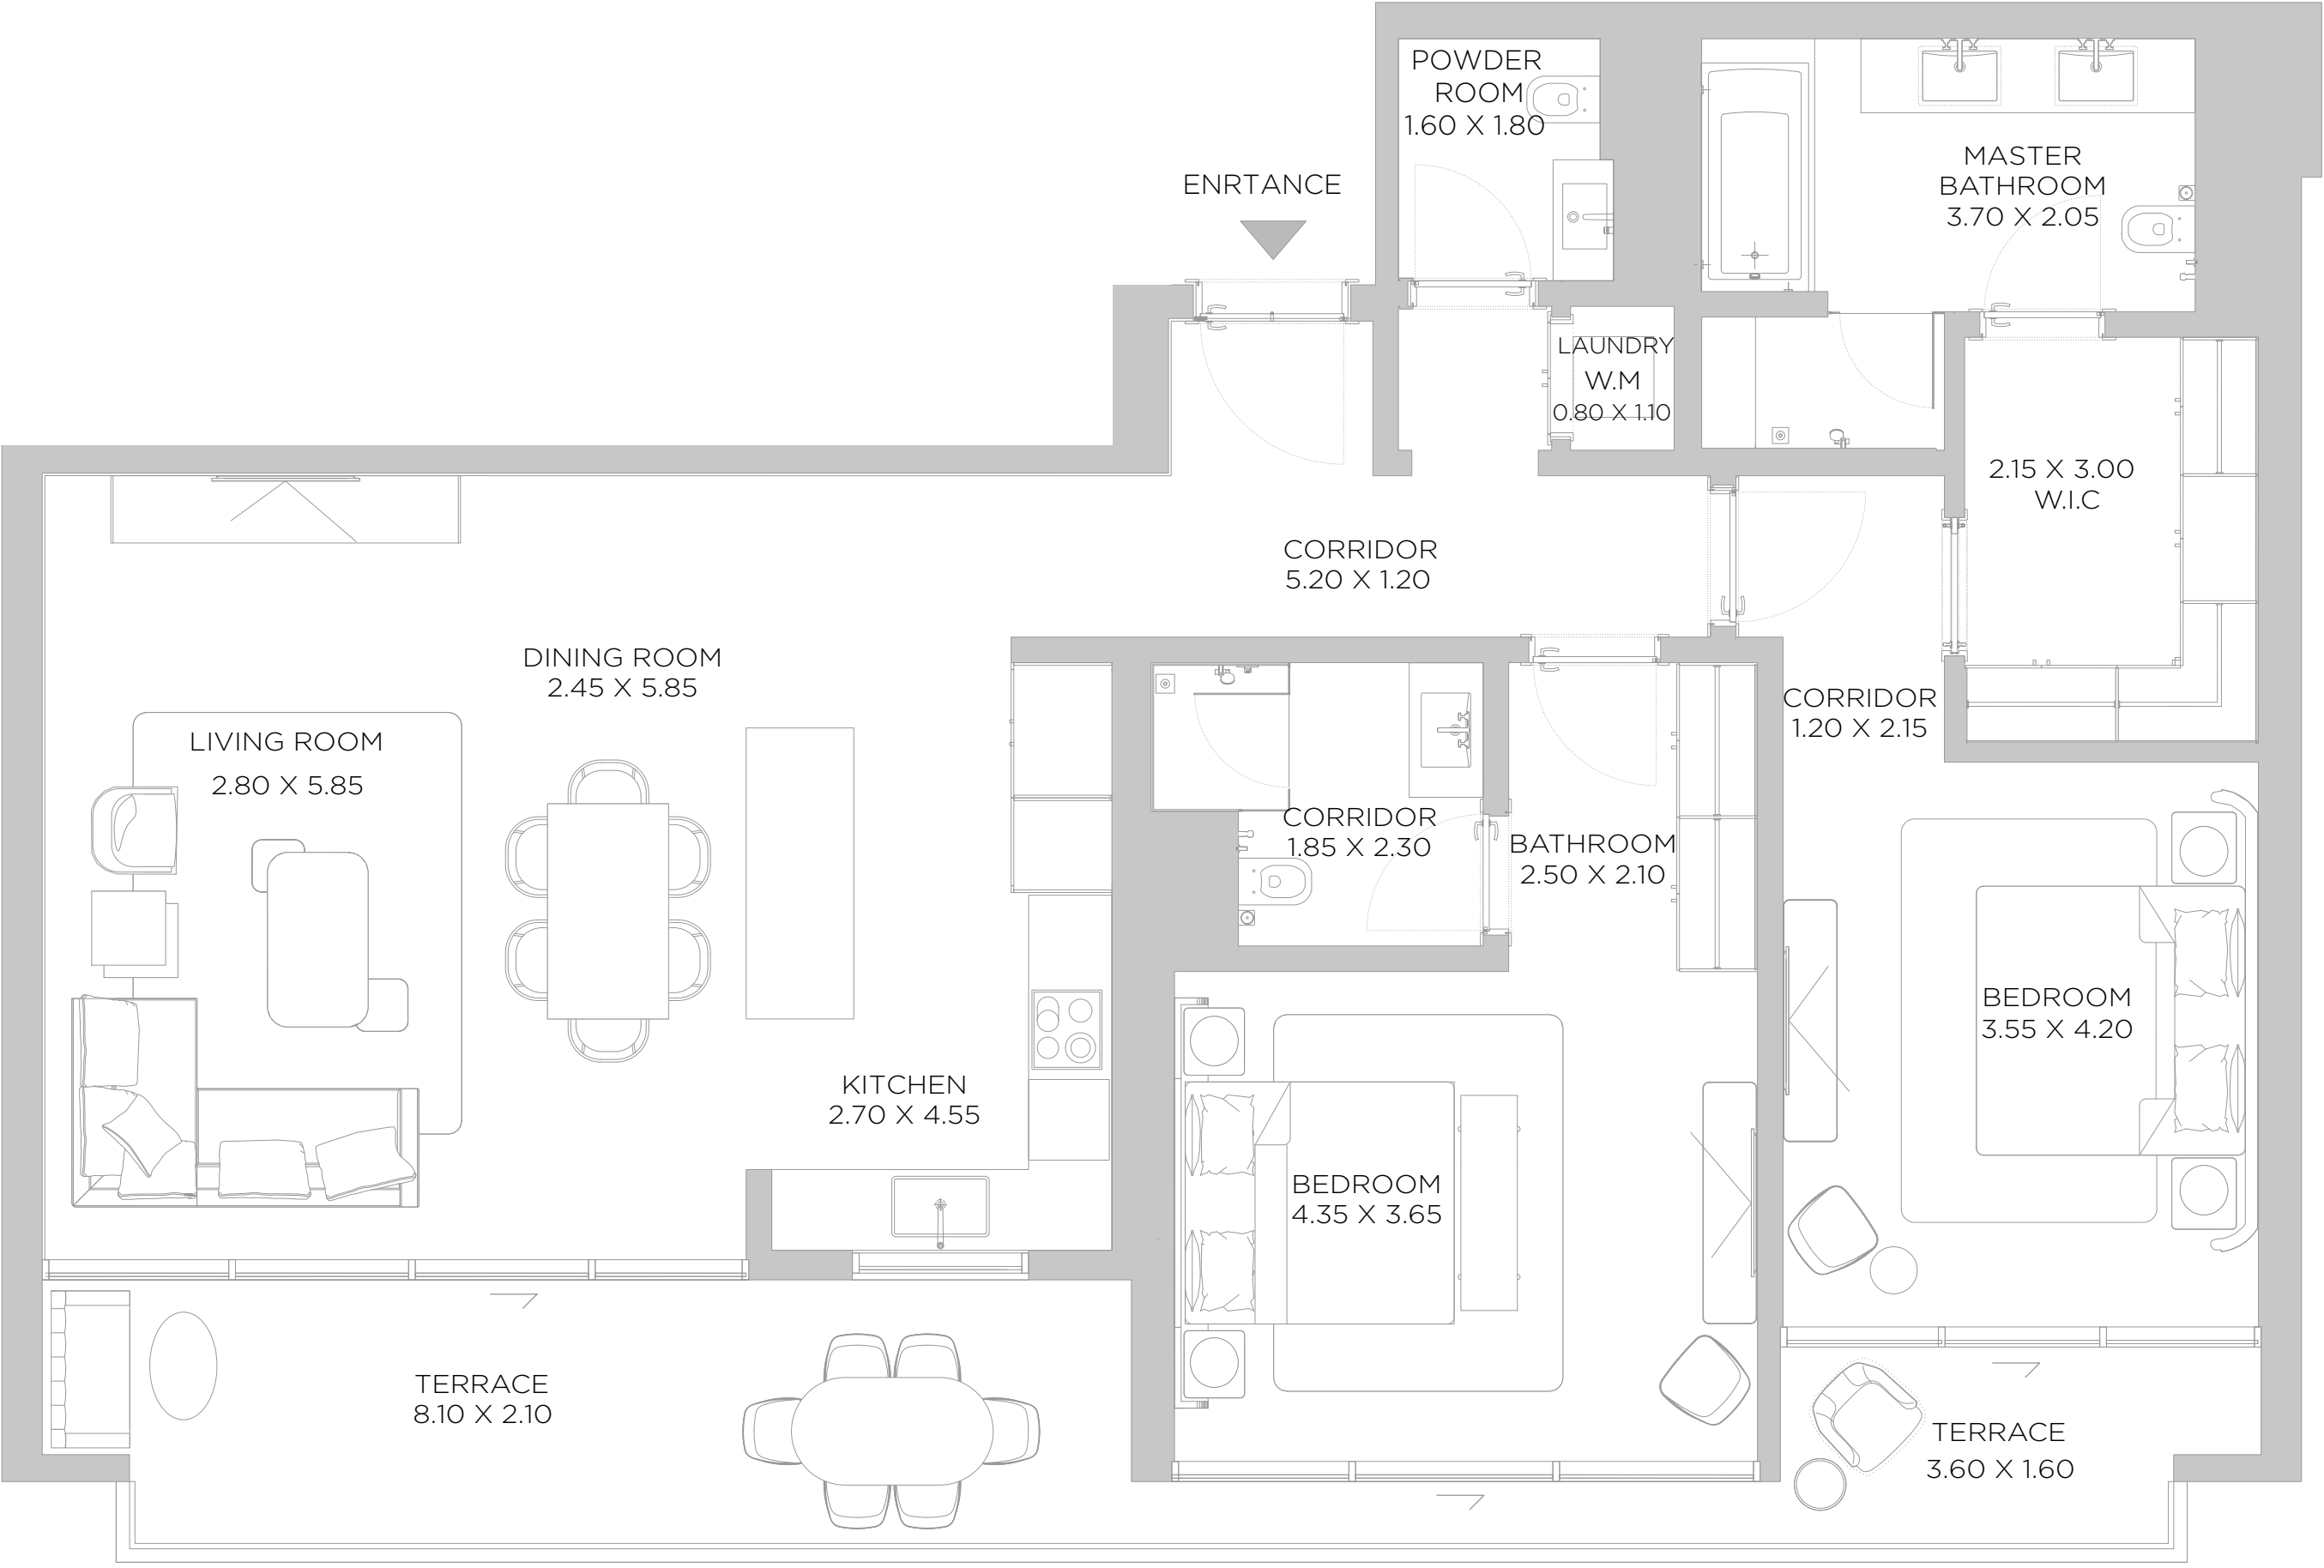 POWDER
ROOM
1.60 X 1.80
ENRTANCE
MASTER
BATHROOM
3.70 X 2.05
LAUNDRY
W.M
0.80 X 1.10
2.15 X 3.00
W.I.C
CORRIDOR
5.20 X 1.20
DINING ROOM
2.45 X 5.85
LIVING ROOM
2.80 X 5.85
CORRIDOR
1.20 X 2.15
CORRIDOR
1.85 X 2.30
BATHROOM
2.50 X 2.10
BEDROOM
3.55 X 4.20
KITCHEN
2.70 X 4.55
BEDROOM
4.35 X 3.65
TERRACE
8.10 X 2.10
TERRACE
3.60 X 1.60